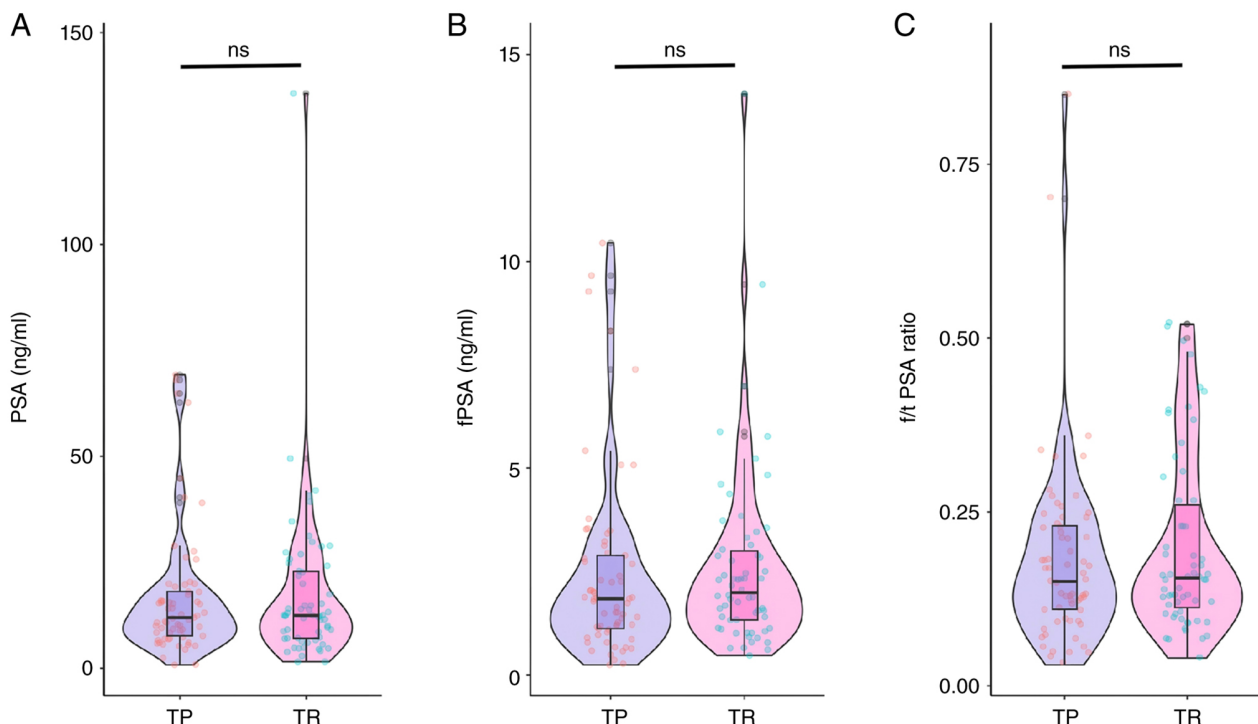 A
PSA (ng/ml)
150
100
50
0
ns
TP
TR
B
fPSA (ng/ml)
15
10
5
0
ns
TP
TR
C
f/t PSA ratio
0.75
0.50
0.25
0.00
ns
TP
TR